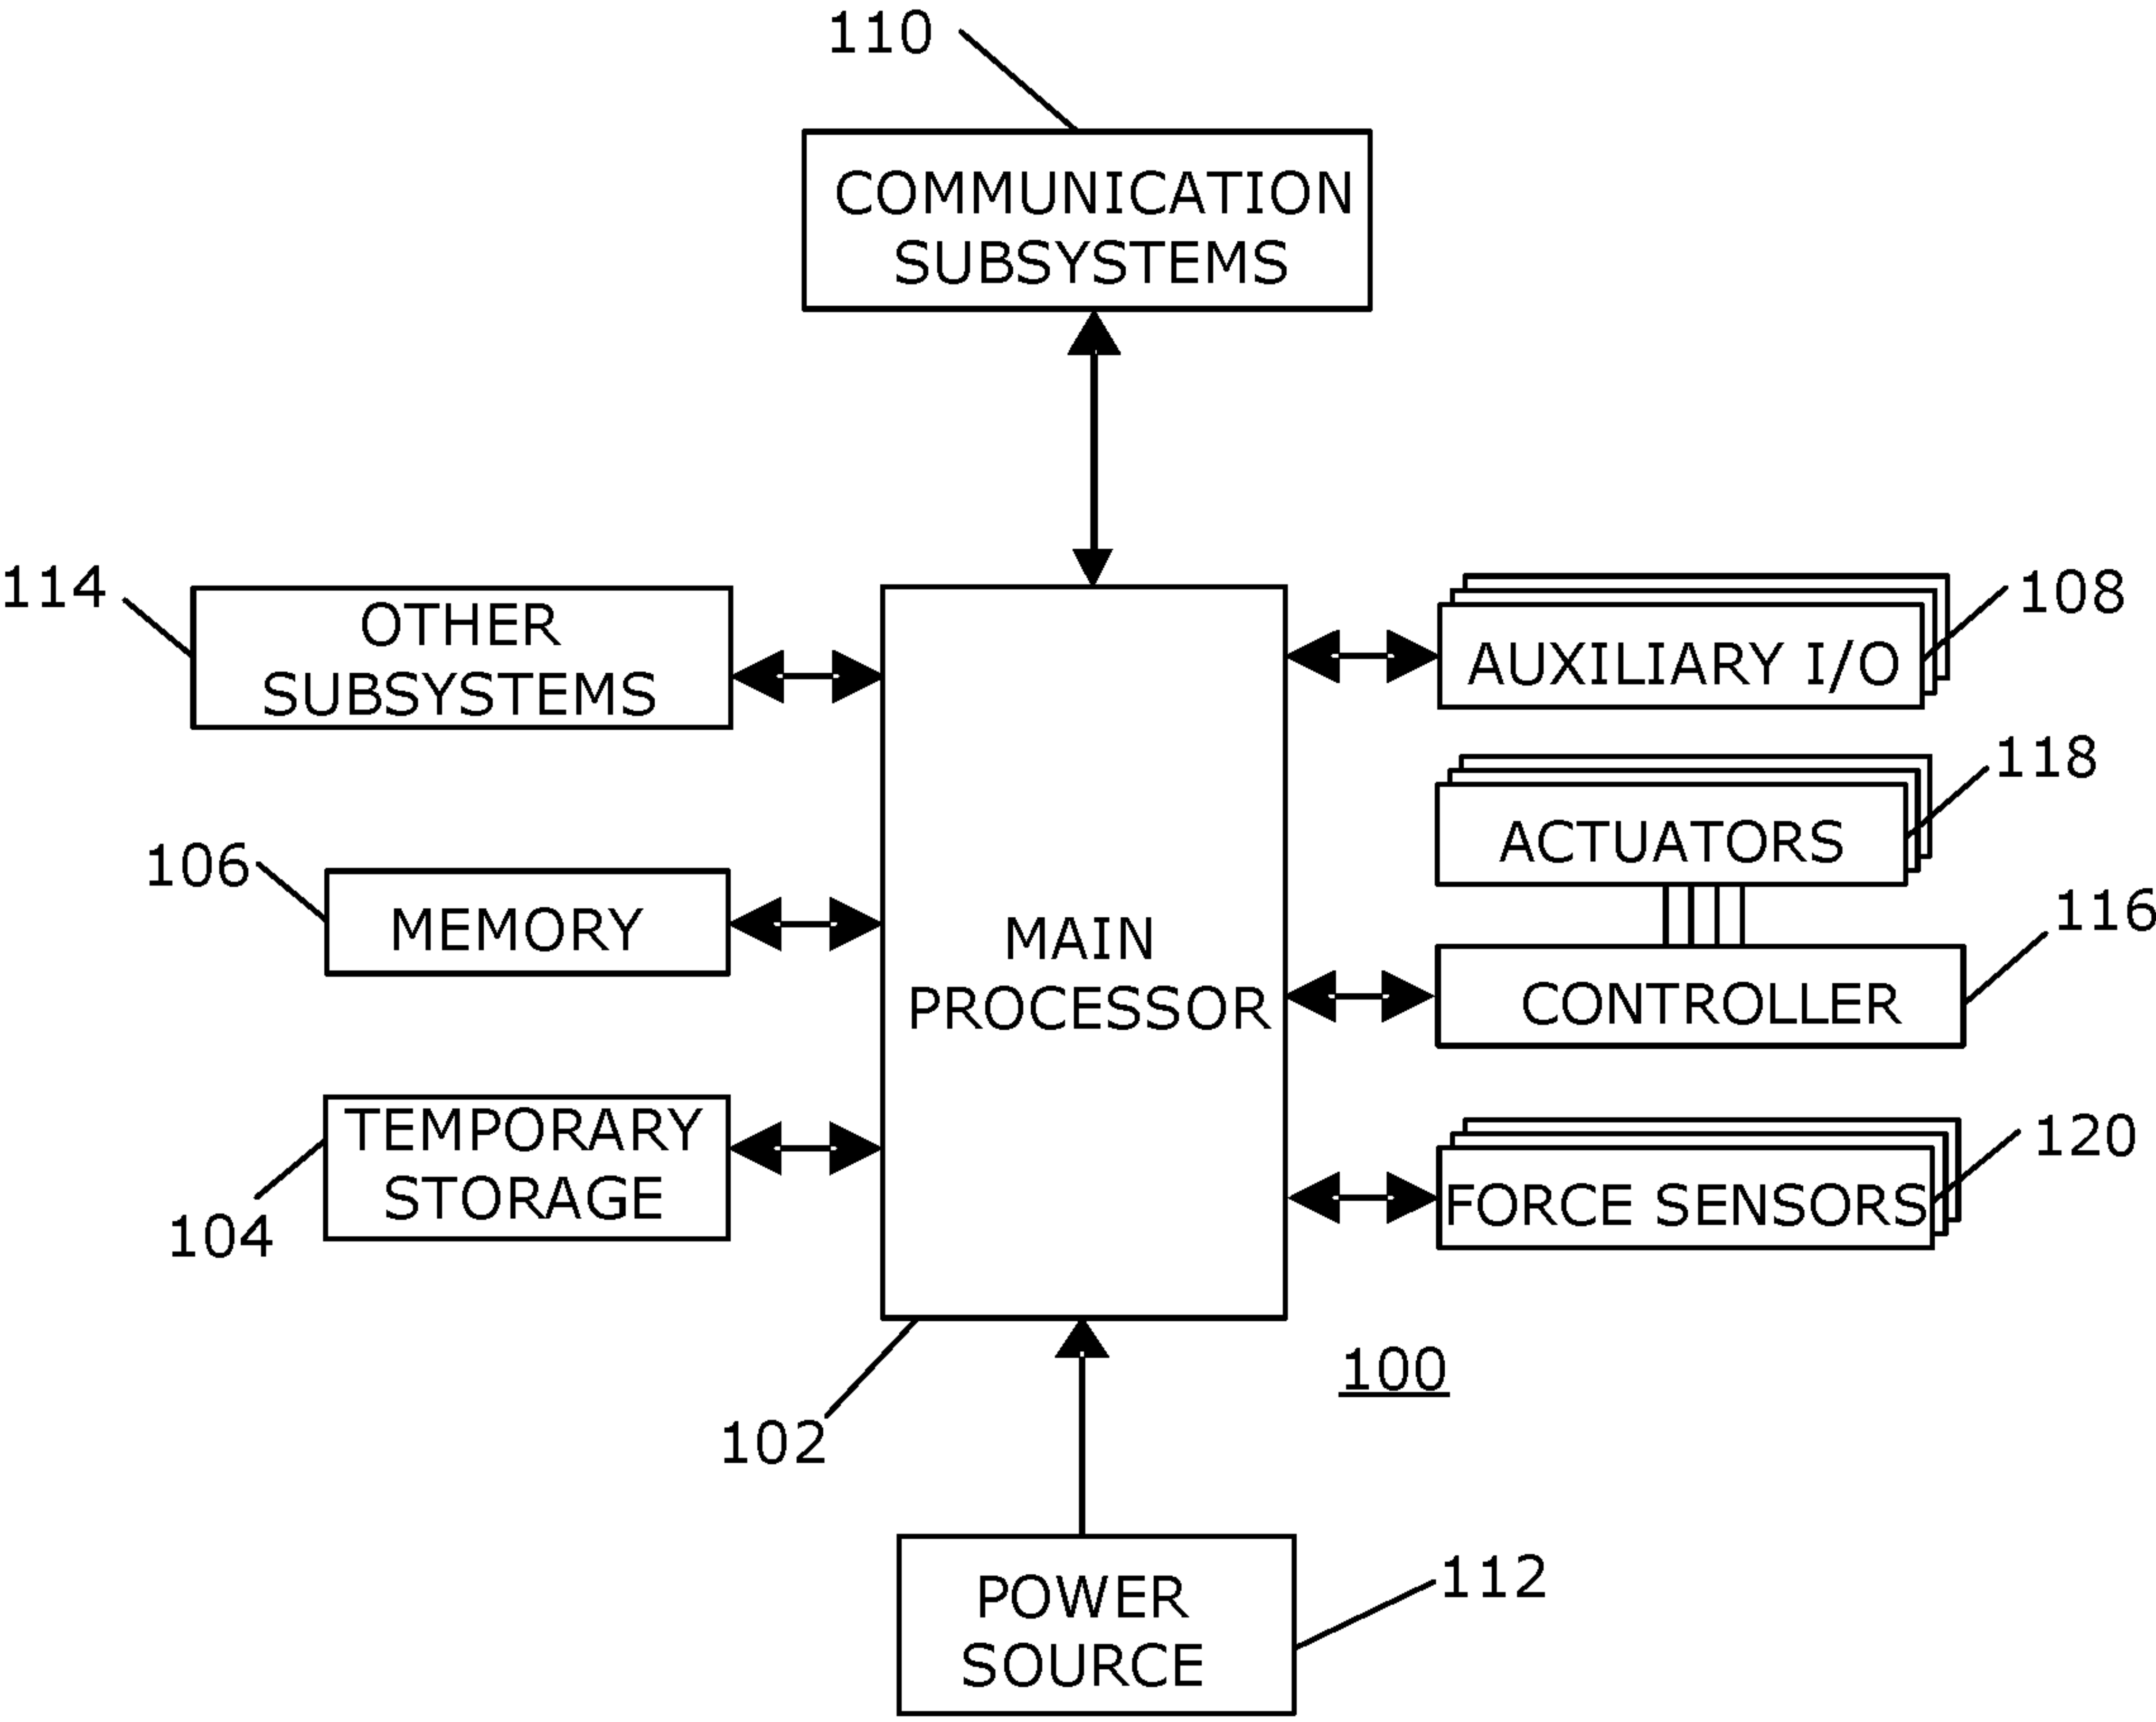 110
COMMUNICATION
SUBSYSTEMS
114
OTHER
SUBSYSTEMS
108
AUXILIARY I/O
118
ACTUATORS
106
MEMORY
MAIN
PROCESSOR
116
CONTROLLER
TEMPORARY
STORAGE
104
120
FORCE SENSORS
100
102
POWER
SOURCE
112